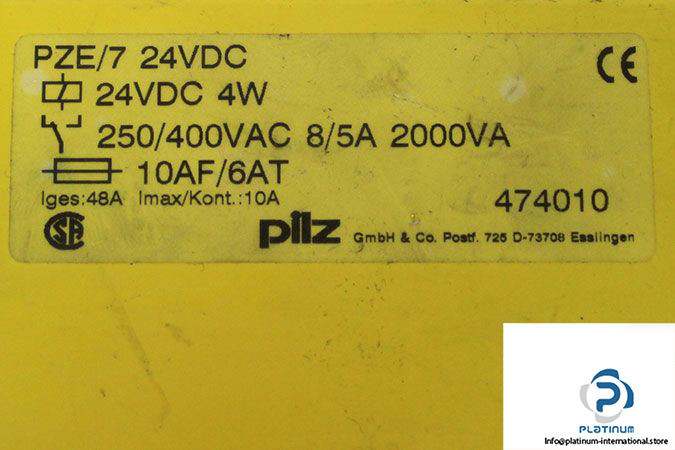 PZE/7 24VDC
24VDC 4W
250/400VAC 8/5A 2000VA
10AF/6AT
Iges:48A Imax/Kont.:10A
474010
pilz GmbH & Co. Postf. 725 D-73708 Esslingen
PLATINUM
Info@platinum-international.store